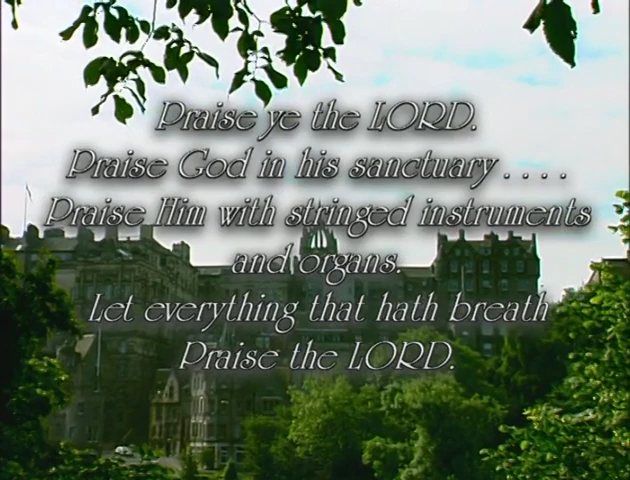 Praise ye the LORD.
Praise God in his sanctuary . . . .
Praise Him with stringed instruments
and organs.
Let everything that hath breath
Praise the LORD.